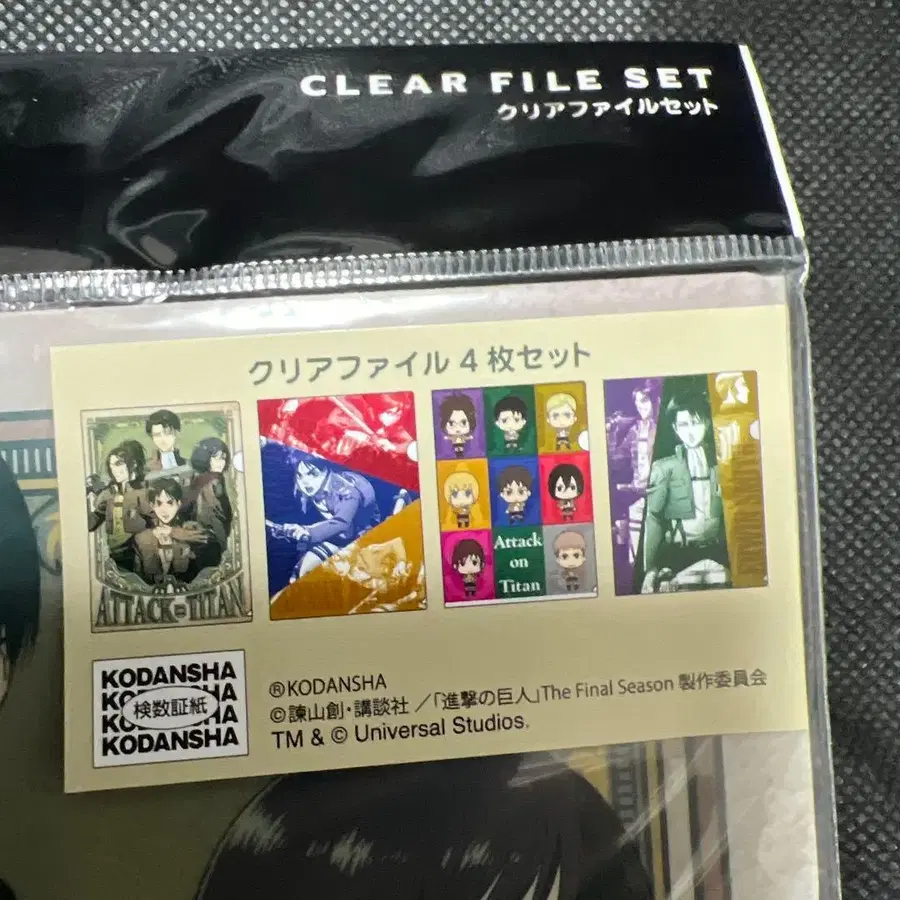 CLEAR FILE SET
クリアファイルセット
クリアファイル4枚セット
ATTACK ON TITAN
Attack
on
Titan
KODANSHA
検数証紙
KODANSHA
®KODANSHA
©諫山創・講談社／「進撃の巨人」The Final Season 製作委員会
TM & © Universal Studios.